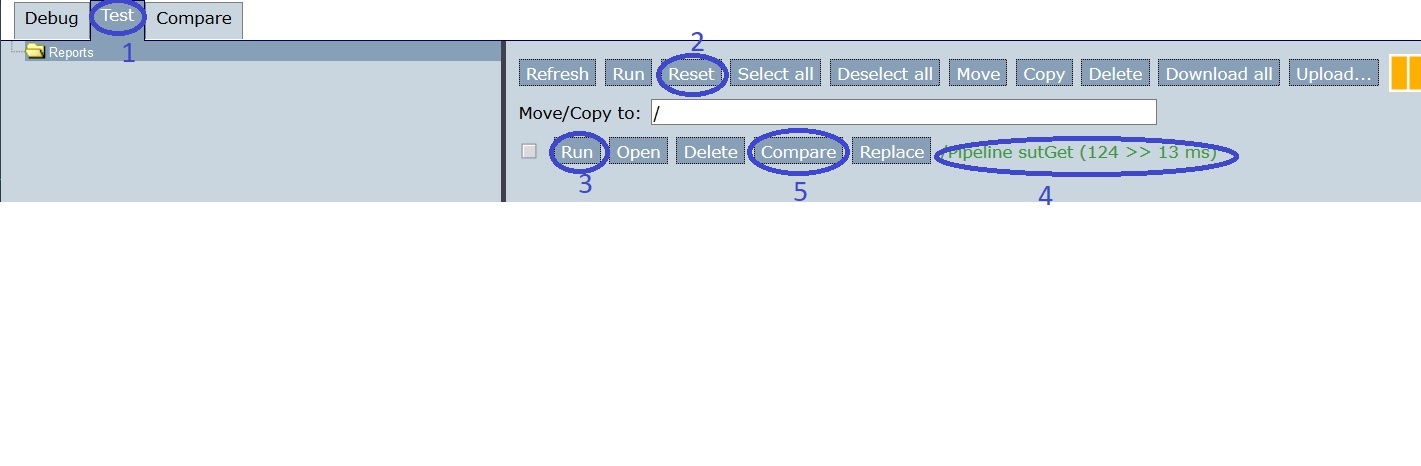 Debug Test Compare
1
Reports
2
Refresh Run Reset Select all Deselect all Move Copy Delete Download all Upload...
Move/Copy to: /
Run Open Delete Compare Replace /Pipeline sutGet (124 >> 13 ms)
3 5 4